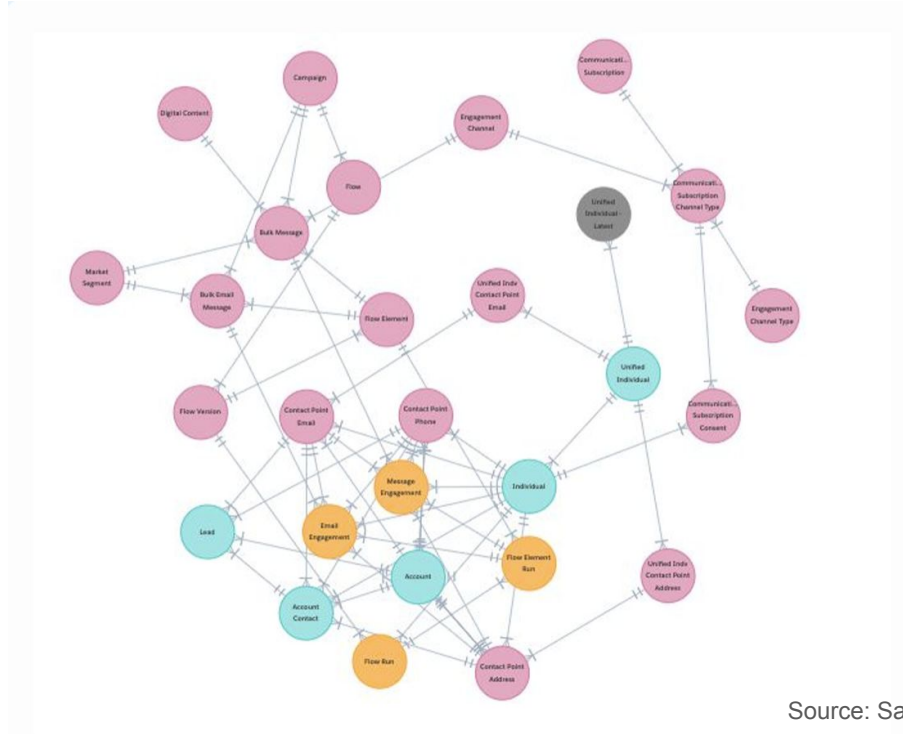 Communicati...
Subscription
Campaign
Digital Content
Engagement
Channel
Flow
Communicati...
Subscription
Channel Type
Unified
Individual -
Latest
Bulk Message
Market
Segment
Bulk Email
Message
Unified Indv
Contact Point
Email
Flow Element
Engagement
Channel Type
Unified
Individual
Flow Version
Contact Point
Email
Contact Point
Phone
Communicati...
Subscription
Consent
Message
Engagement
Individual
Lead
Email
Engagement
Account
Flow Element
Run
Unified Indv
Contact Point
Address
Account
Contact
Flow Run
Contact Point
Address
Source: Sa